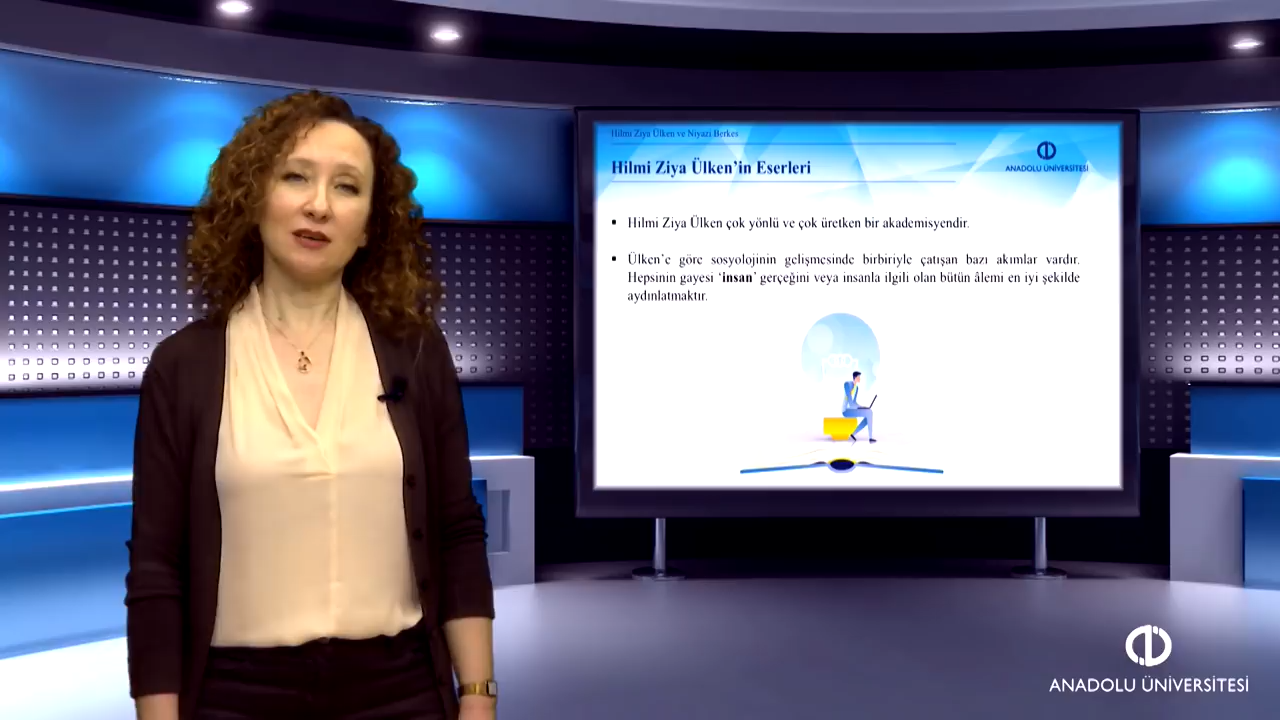 Hilmi Ziya Ülken ve Niyazi Berkes
Hilmi Ziya Ülken’in Eserleri
ANADOLU ÜNİVERSİTESİ
▪ Hilmi Ziya Ülken çok yönlü ve çok üretken bir akademisyendir.
▪ Ülken’e göre sosyolojinin gelişmesinde birbiriyle çatışan bazı akımlar vardır.
Hepsinin gayesi ‘insan’ gerçeğini veya insanla ilgili olan bütün âlemi en iyi şekilde
aydınlatmaktır.
ANADOLU ÜNİVERSİTESİ